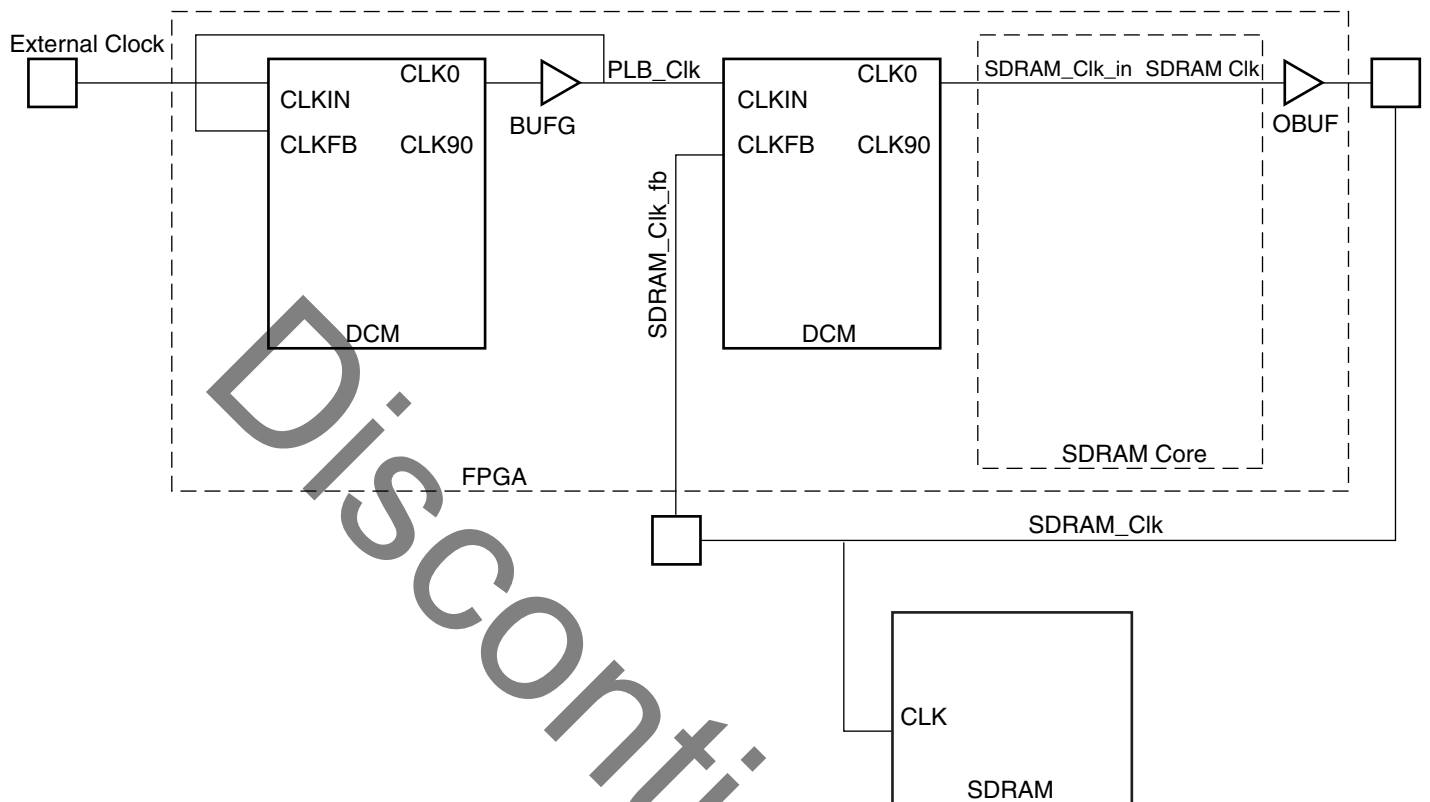 External Clock
CLK0
CLKIN
CLKFB
CLK90
DCM
BUFG
PLB_Clk
CLK0
CLKIN
CLKFB
CLK90
DCM
SDRAM_Clk_fb
SDRAM_Clk_in
SDRAM Clk
OBUF
SDRAM Core
FPGA
SDRAM_Clk
CLK
SDRAM
Disconti